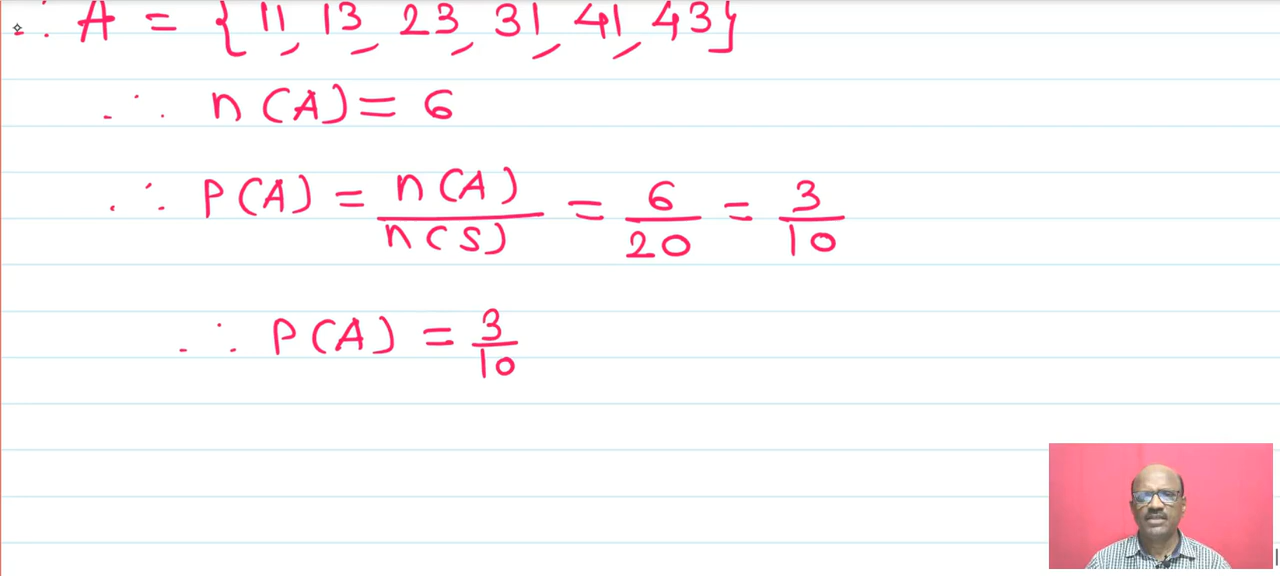 ∴ A = {11, 13, 23, 31, 41, 43}
∴ n(A) = 6
∴ P(A) = n(A)/n(S) = 6/20 = 3/10
∴ P(A) = 3/10